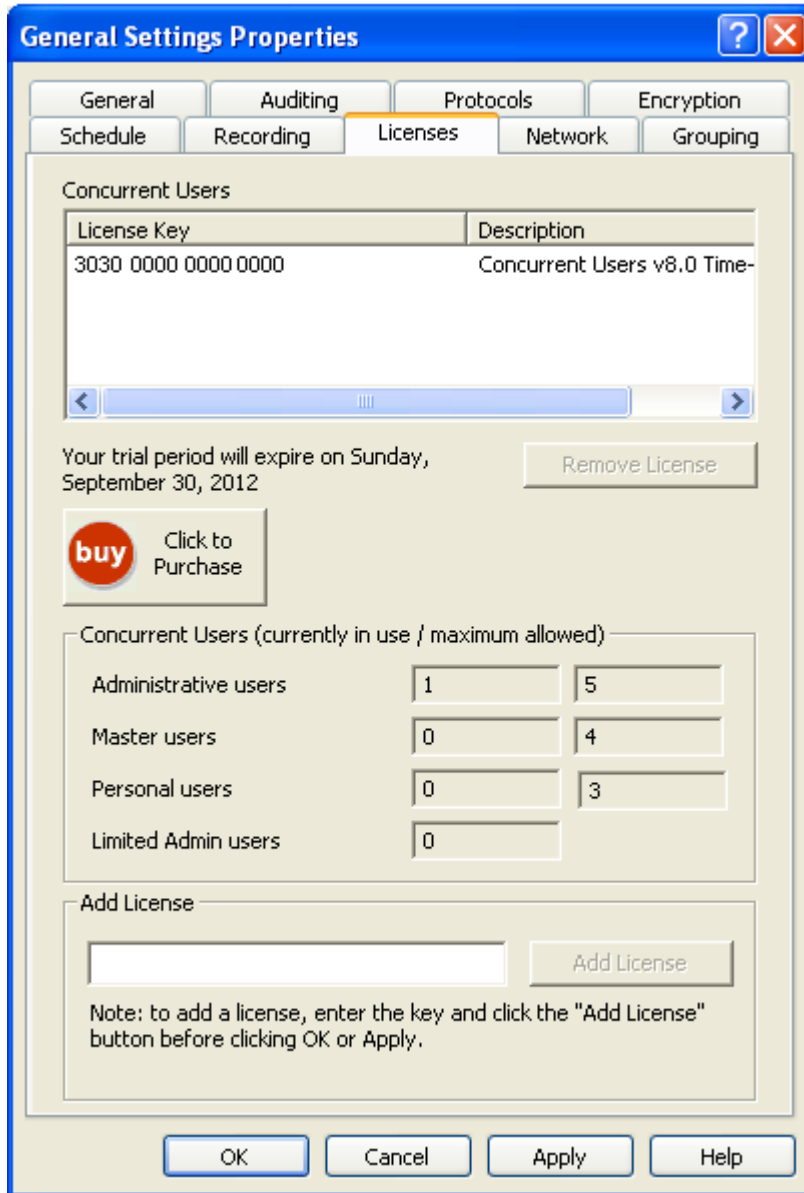 General Settings Properties
General Auditing Protocols Encryption
Schedule Recording Licenses Network Grouping
Concurrent Users
License Key Description
3030 0000 0000 0000 Concurrent Users v8.0 Time-
Your trial period will expire on Sunday,
September 30, 2012
Remove License
buy
Click to
Purchase
Concurrent Users (currently in use / maximum allowed)
Administrative users 1 5
Master users 0 4
Personal users 0 3
Limited Admin users 0
Add License
Add License
Note: to add a license, enter the key and click the "Add License"
button before clicking OK or Apply.
OK Cancel Apply Help